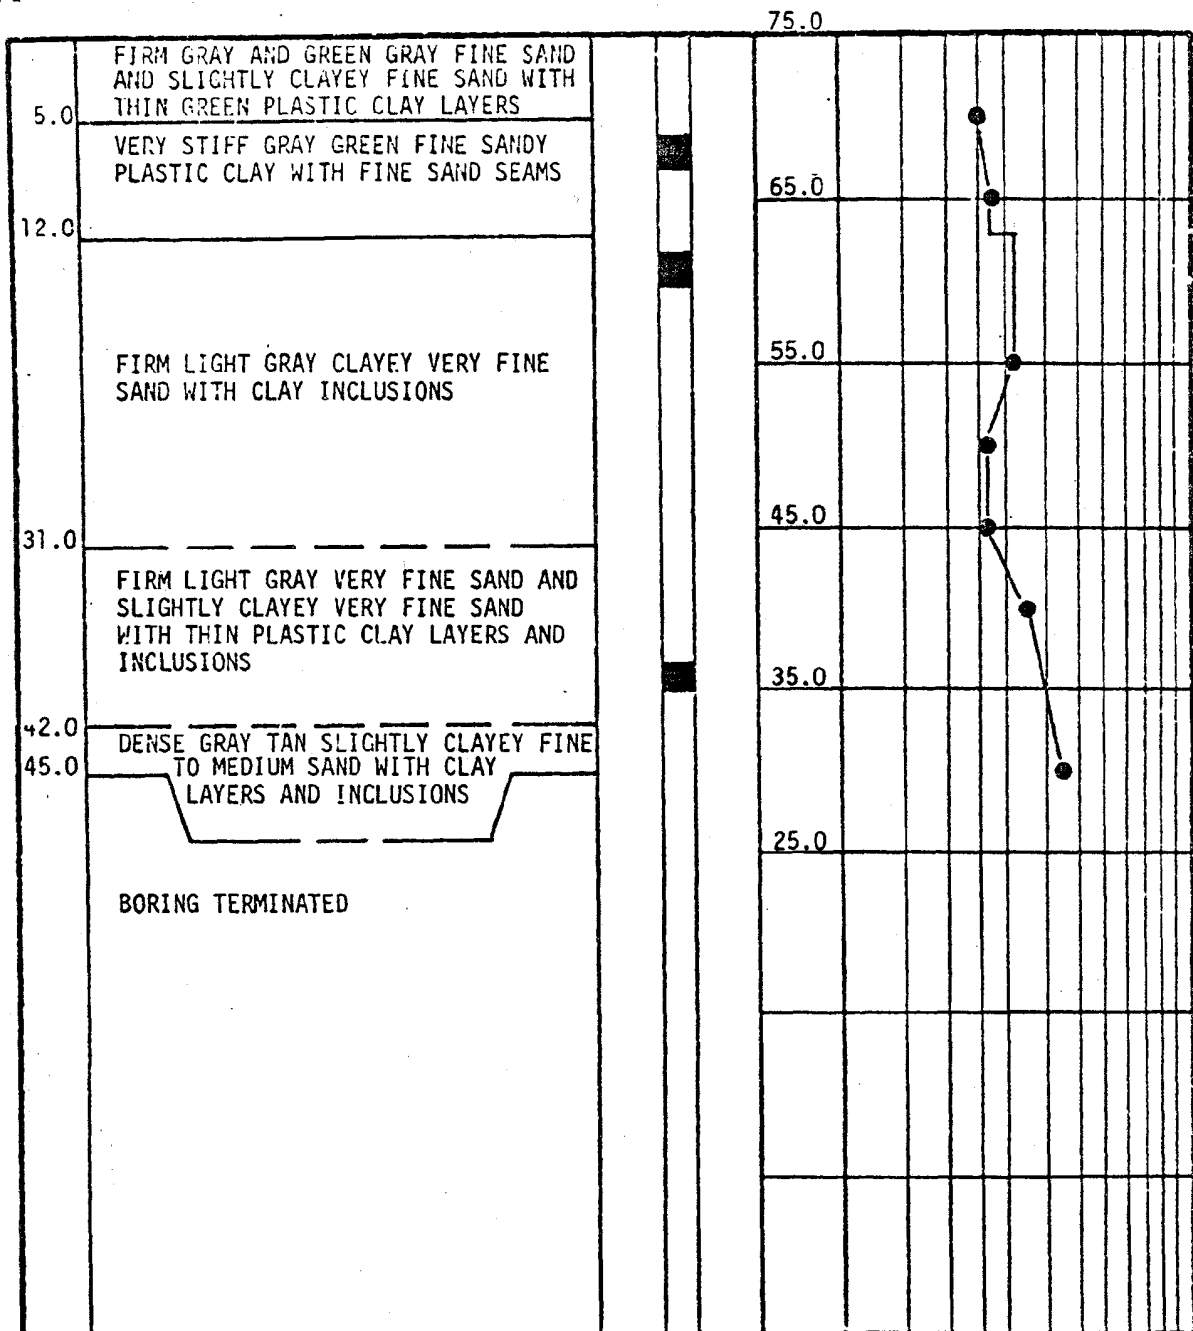 75.0
FIRM GRAY AND GREEN GRAY FINE SAND
AND SLIGHTLY CLAYEY FINE SAND WITH
THIN GREEN PLASTIC CLAY LAYERS
5.0
VERY STIFF GRAY GREEN FINE SANDY
PLASTIC CLAY WITH FINE SAND SEAMS
65.0
12.0
FIRM LIGHT GRAY CLAYEY VERY FINE
SAND WITH CLAY INCLUSIONS
55.0
45.0
31.0
FIRM LIGHT GRAY VERY FINE SAND AND
SLIGHTLY CLAYEY VERY FINE SAND
WITH THIN PLASTIC CLAY LAYERS AND
INCLUSIONS
35.0
42.0
DENSE GRAY TAN SLIGHTLY CLAYEY FINE
45.0
TO MEDIUM SAND WITH CLAY
LAYERS AND INCLUSIONS
25.0
BORING TERMINATED